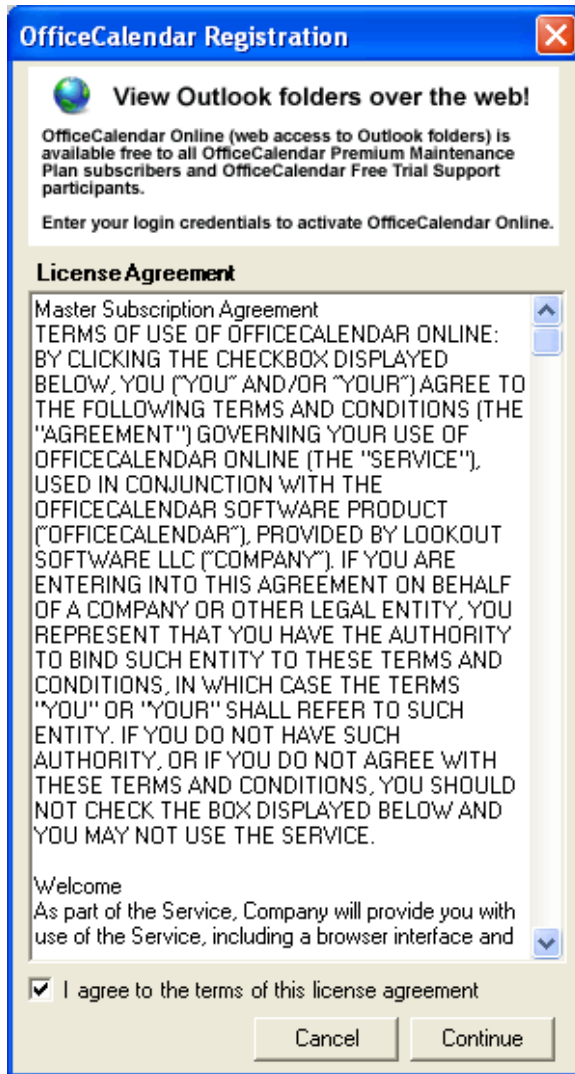 OfficeCalendar Registration
View Outlook folders over the web!
OfficeCalendar Online (web access to Outlook folders) is
available free to all OfficeCalendar Premium Maintenance
Plan subscribers and OfficeCalendar Free Trial Support
participants.
Enter your login credentials to activate OfficeCalendar Online.
License Agreement
Master Subscription Agreement
TERMS OF USE OF OFFICECALENDAR ONLINE:
BY CLICKING THE CHECKBOX DISPLAYED
BELOW, YOU (“YOU” AND/OR “YOUR”) AGREE TO
THE FOLLOWING TERMS AND CONDITIONS (THE
"AGREEMENT") GOVERNING YOUR USE OF
OFFICECALENDAR ONLINE (THE "SERVICE"),
USED IN CONJUNCTION WITH THE
OFFICECALENDAR SOFTWARE PRODUCT
(“OFFICECALENDAR”), PROVIDED BY LOOKOUT
SOFTWARE LLC (“COMPANY”). IF YOU ARE
ENTERING INTO THIS AGREEMENT ON BEHALF
OF A COMPANY OR OTHER LEGAL ENTITY, YOU
REPRESENT THAT YOU HAVE THE AUTHORITY
TO BIND SUCH ENTITY TO THESE TERMS AND
CONDITIONS, IN WHICH CASE THE TERMS
"YOU" OR "YOUR" SHALL REFER TO SUCH
ENTITY. IF YOU DO NOT HAVE SUCH
AUTHORITY, OR IF YOU DO NOT AGREE WITH
THESE TERMS AND CONDITIONS, YOU SHOULD
NOT CHECK THE BOX DISPLAYED BELOW AND
YOU MAY NOT USE THE SERVICE.
Welcome
As part of the Service, Company will provide you with
use of the Service, including a browser interface and
I agree to the terms of this license agreement
Cancel
Continue